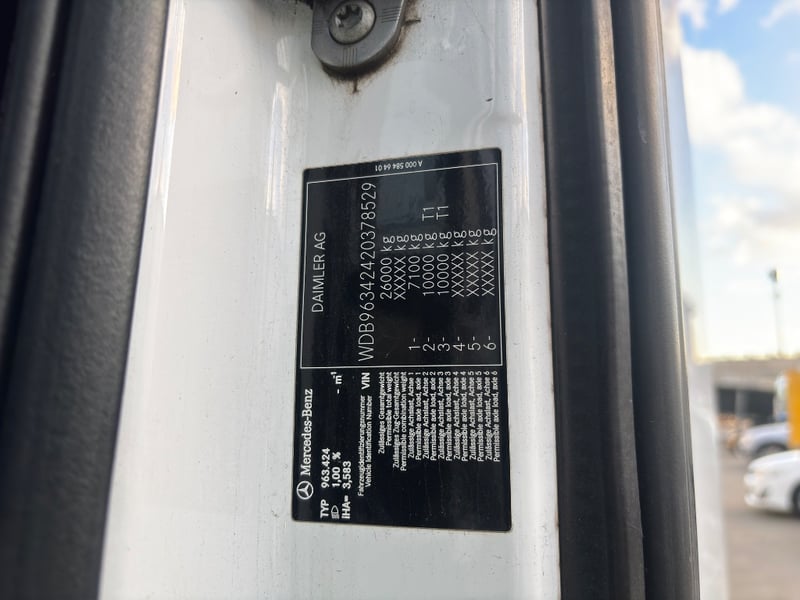 Mercedes-Benz
DAIMLER AG
TYP 963.424
1,00 %
IHA= 3,583 - m⁻¹
Fahrzeugidentifizierungsnummer
Vehicle Identification Number VIN WDB96342420378529
Zulässiges Gesamtgewicht
Permissible total weight 26000 kg
Zulässiges Zug-Gesamtgewicht
Permissible combination weight XXXXX kg
Zulässige Achslast, Achse 1
Permissible axle load, axle 1 1- 7100 kg
Zulässige Achslast, Achse 2
Permissible axle load, axle 2 2- 10000 kg T1
Zulässige Achslast, Achse 3
Permissible axle load, axle 3 3- 10000 kg T1
Zulässige Achslast, Achse 4
Permissible axle load, axle 4 4- XXXXX kg
Zulässige Achslast, Achse 5
Permissible axle load, axle 5 5- XXXXX kg
Zulässige Achslast, Achse 6
Permissible axle load, axle 6 6- XXXXX kg
A 000 584 64 01